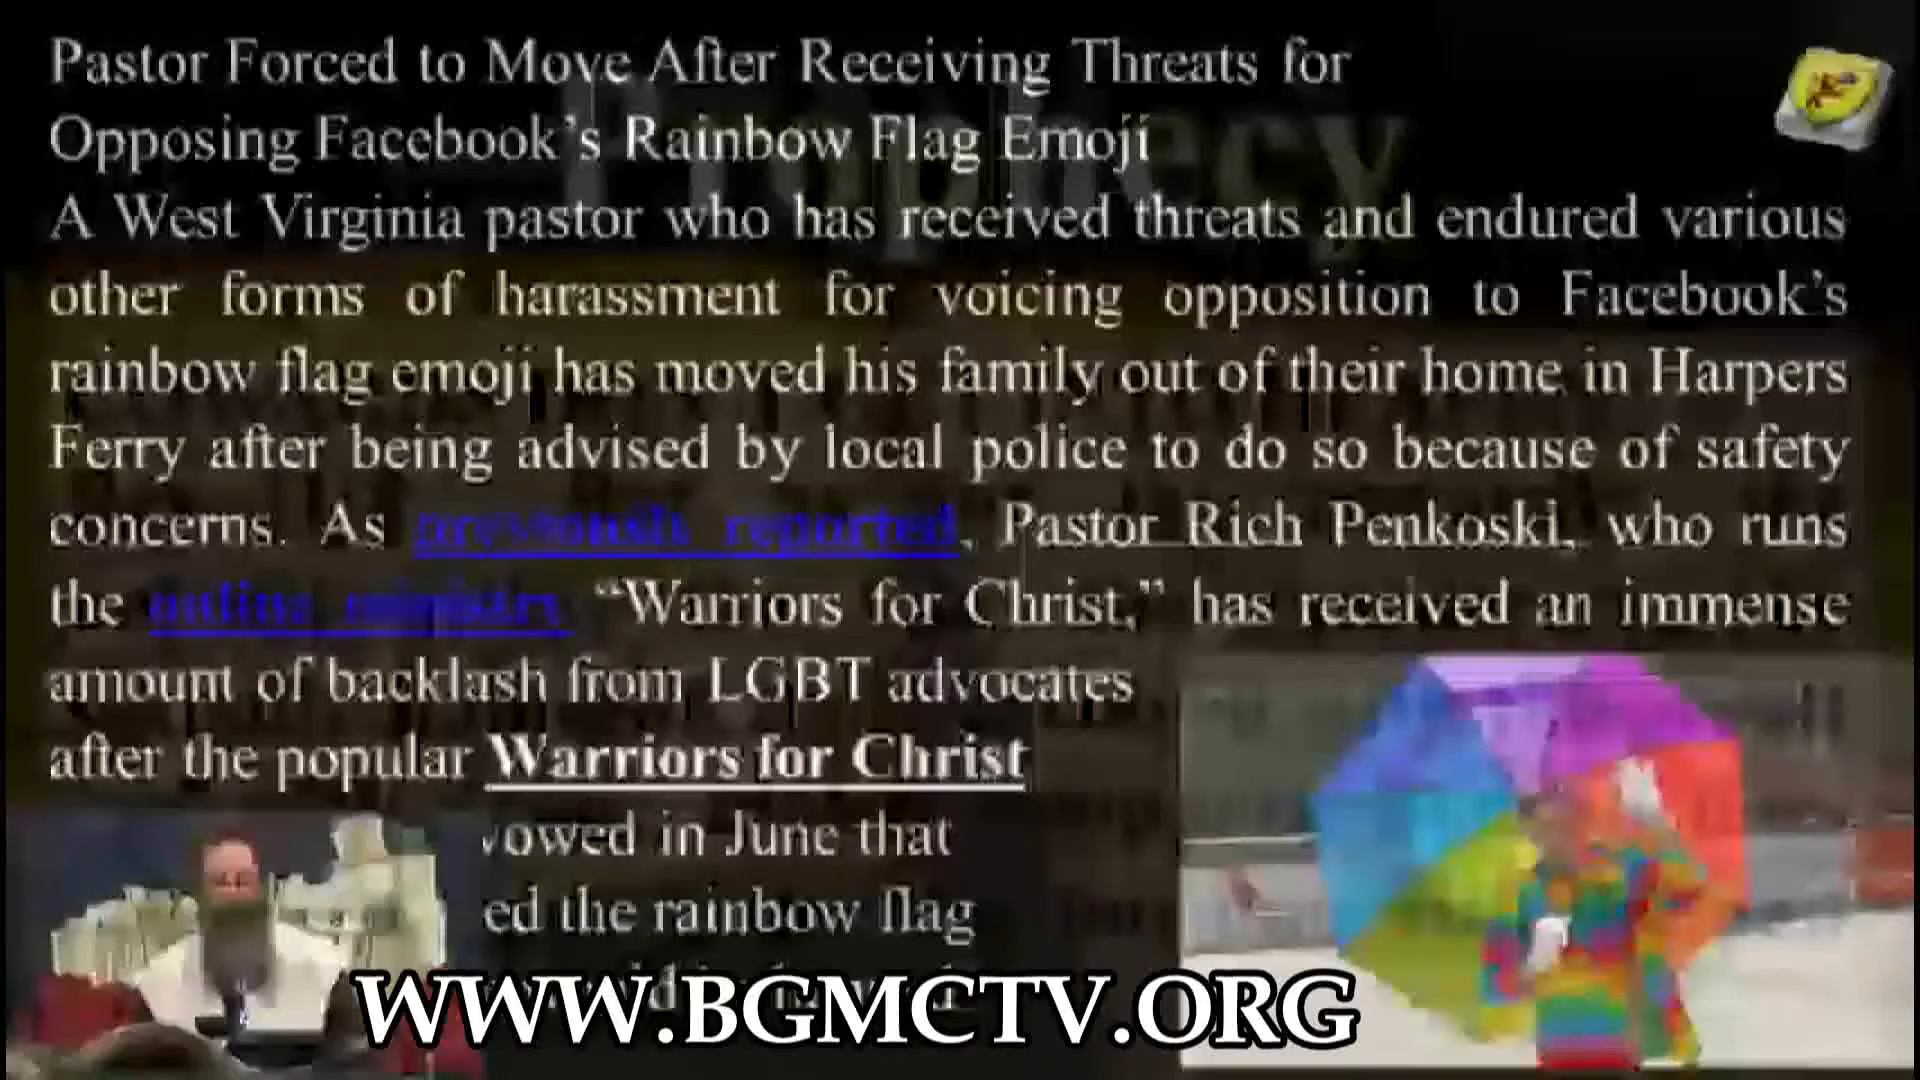 Pastor Forced to Move After Receiving Threats for
Opposing Facebook's Rainbow Flag Emoji
Prophecy
A West Virginia pastor who has received threats and endured various
other forms of harassment for voicing opposition to Facebook's
rainbow flag emoji has moved his family out of their home in Harpers
Ferry after being advised by local police to do so because of safety
concerns. As previously reported, Pastor Rich Penkoski, who runs
the online ministry "Warriors for Christ," has received an immense
amount of backlash from LGBT advocates
after the popular Warriors for Christ
vowed in June that
ed the rainbow flag
WWW.BGMCTV.ORG